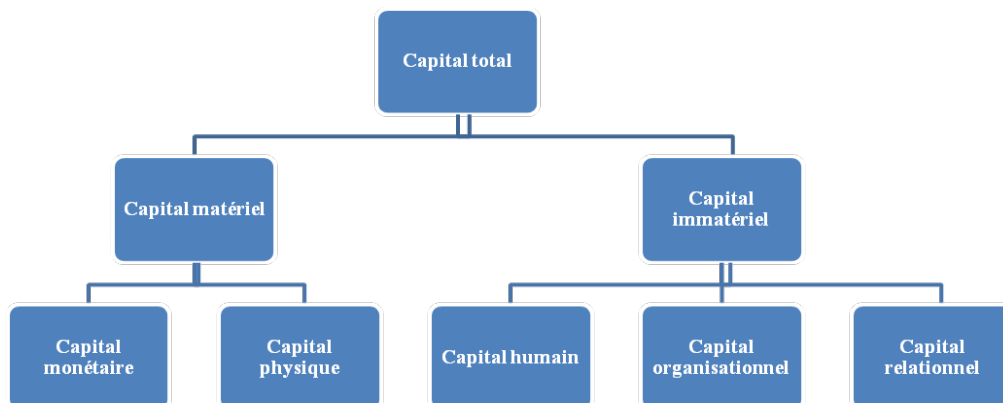 Capital total
Capital matériel
Capital
immatériel
Capital
monétaire
Capital
physique
Capital humain
Capital
organisationnel
Capital
relationnel